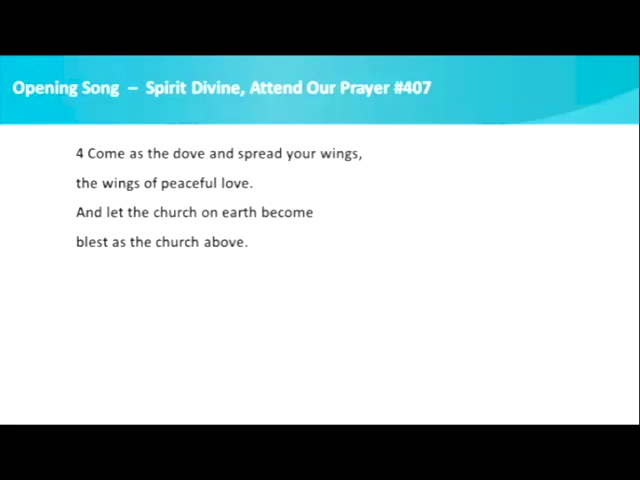 Opening Song – Spirit Divine, Attend Our Prayer #407
4 Come as the dove and spread your wings,
the wings of peaceful love.
And let the church on earth become
blest as the church above.